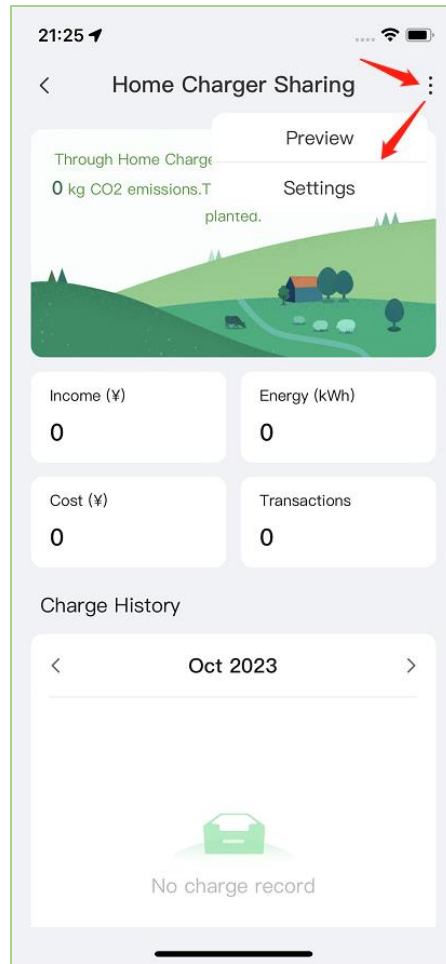 21:25
Home Charger Sharing
Preview
Settings
Through Home Charge
0 kg CO2 emissions.T
planted.
Income (¥)
Energy (kWh)
0
0
Cost (¥)
Transactions
0
0
Charge History
Oct 2023
No charge record